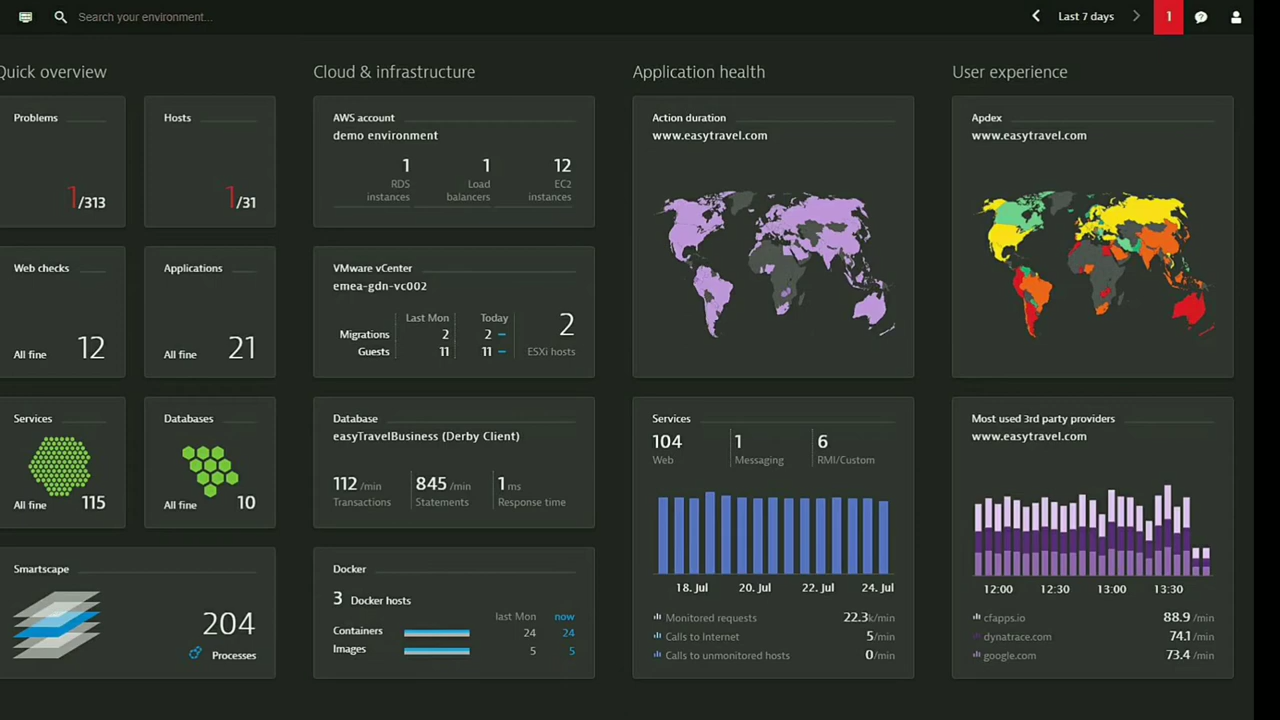 Search your environment...
Last 7 days
1
Quick overview
Problems
1/313
Hosts
1/31
Web checks
All fine 12
Applications
All fine 21
Services
All fine 115
Databases
All fine 10
Smartscape
204
Processes
Cloud & infrastructure
AWS account
demo environment
1 1 12
RDS Load EC2
instances balancers instances
VMware vCenter
emea-gdn-vc002
Last Mon Today
Migrations 2 2 –
Guests 11 11 –
2
ESXi hosts
Database
easyTravelBusiness (Derby Client)
112 /min 845 /min 1 ms
Transactions Statements Response time
Docker
3 Docker hosts
last Mon now
Containers 24 24
Images 5 5
Application health
Action duration
www.easytravel.com
Services
104 1 6
Web Messaging RMI/Custom
18. Jul 20. Jul 22. Jul 24. Jul
Monitored requests 22.3k/min
Calls to Internet 5/min
Calls to unmonitored hosts 0/min
User experience
Apdex
www.easytravel.com
Most used 3rd party providers
www.easytravel.com
12:00 12:30 13:00 13:30
cfapps.io 88.9 /min
dynatrace.com 74.1 /min
google.com 73.4 /min